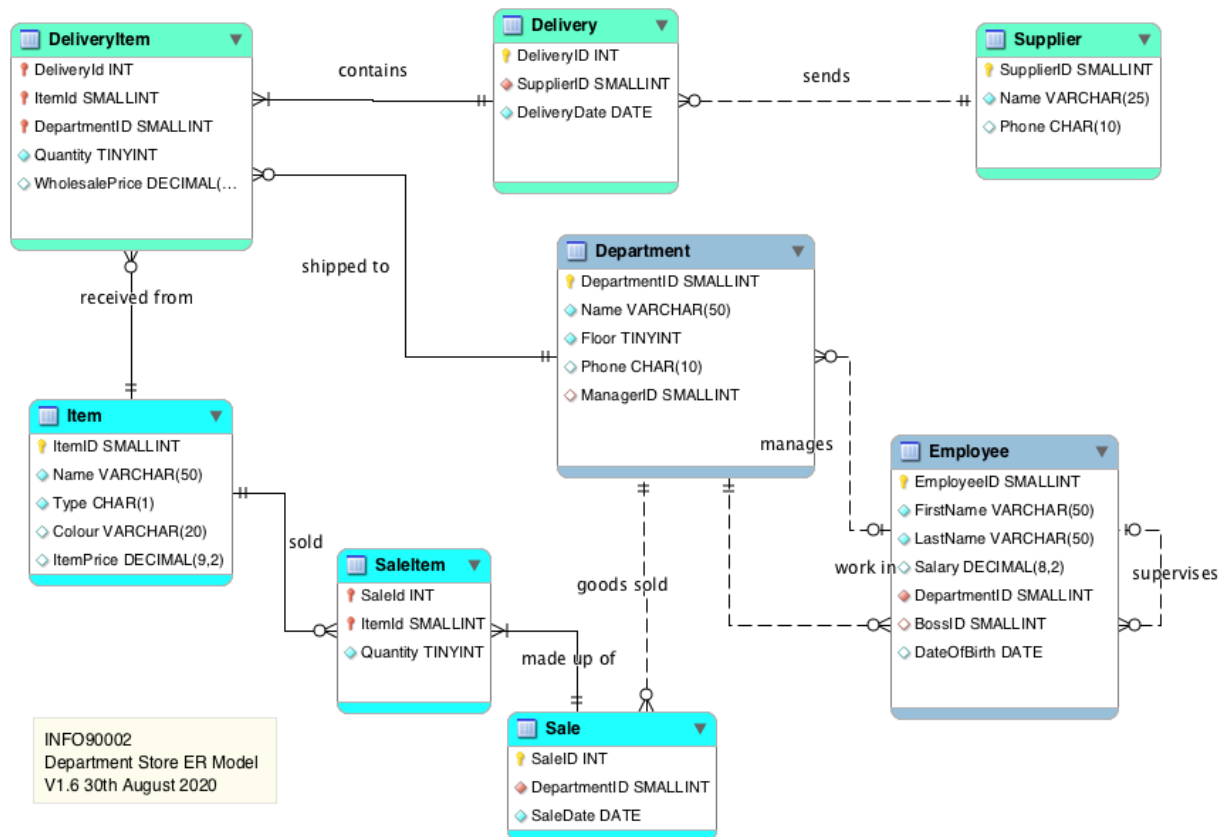 DeliveryItem
DeliveryId INT
ItemId SMALLINT
DepartmentID SMALLINT
Quantity TINYINT
WholesalePrice DECIMAL(...
contains
Delivery
DeliveryID INT
SupplierID SMALLINT
DeliveryDate DATE
sends
Supplier
SupplierID SMALLINT
Name VARCHAR(25)
Phone CHAR(10)
received from
shipped to
Department
DepartmentID SMALLINT
Name VARCHAR(50)
Floor TINYINT
Phone CHAR(10)
ManagerID SMALLINT
manages
Item
ItemID SMALLINT
Name VARCHAR(50)
Type CHAR(1)
Colour VARCHAR(20)
ItemPrice DECIMAL(9,2)
sold
Employee
EmployeeID SMALLINT
FirstName VARCHAR(50)
LastName VARCHAR(50)
Salary DECIMAL(8,2)
DepartmentID SMALLINT
BossID SMALLINT
DateOfBirth DATE
work in
supervises
SaleItem
SaleId INT
ItemId SMALLINT
Quantity TINYINT
goods sold
made up of
Sale
SaleID INT
DepartmentID SMALLINT
SaleDate DATE
INFO90002
Department Store ER Model
V1.6 30th August 2020